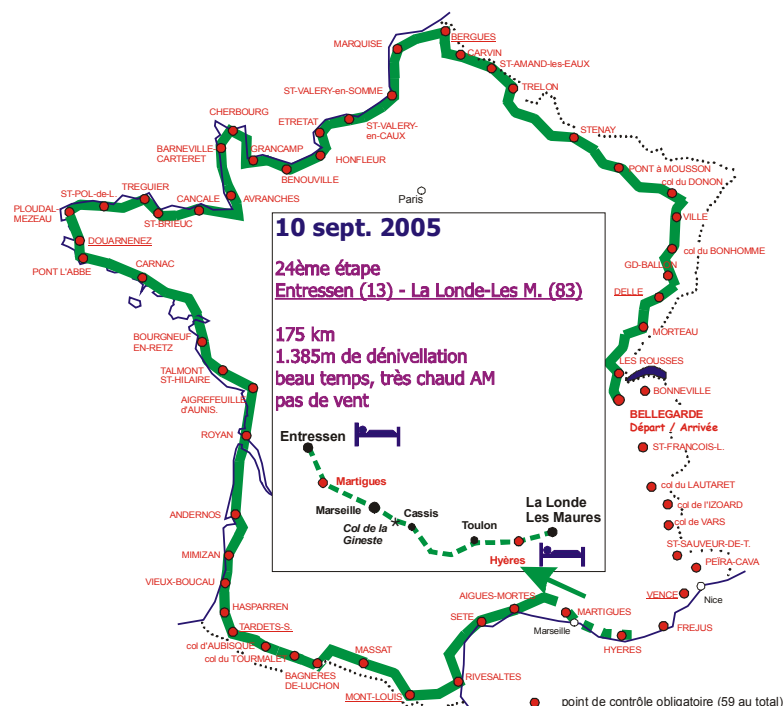 BERGUES
MARQUISE
CARVIN
ST-AMAND-les-EAUX
TRELON
ST-VALERY-en-SOMME
CHERBOURG
ETRETAT
ST-VALERY-
en-CAUX
STENAY
BARNEVILLE-
CARTERET
GRANCAMP
HONFLEUR
BENOUVILLE
PONT à MOUSSON
col du DONON
Paris
ST-POL-de-L.
TREGUIER
CANCALE
AVRANCHES
PLOUDAL-
MEZEAU
ST-BRIEUC
VILLE
DOUARNENEZ
PONT L'ABBE
CARNAC
col du BONHOMME
GD-BALLON
DELLE
BOURGNEUF
EN-RETZ
MORTEAU
TALMONT
ST-HILAIRE
LES ROUSSES
AIGREFEUILLE
d'AUNIS.
BONNEVILLE
BELLEGARDE
Départ / Arrivée
ROYAN
ST-FRANCOIS-L.
col du LAUTARET
col de l'IZOARD
col de VARS
ANDERNOS
ST-SAUVEUR-DE-T.
PEÏRA-CAVA
MIMIZAN
VIEUX-BOUCAU
VENCE
Nice
HASPARREN
TARDETS-S.
col d'AUBISQUE
col du TOURMALET
BAGNERES
DE-LUCHON
MASSAT
MONT-LOUIS
RIVESALTES
SETE
AIGUES-MORTES
MARTIGUES
Marseille
HYERES
FREJUS
10 sept. 2005
24ème étape
Entressen (13) - La Londe-Les M. (83)
175 km
1.385m de dénivellation
beau temps, très chaud AM
pas de vent
Entressen
Martigues
Marseille
Col de la
Gineste
Cassis
Toulon
La Londe
Les Maures
Hyères
point de contrôle obligatoire (59 au total)